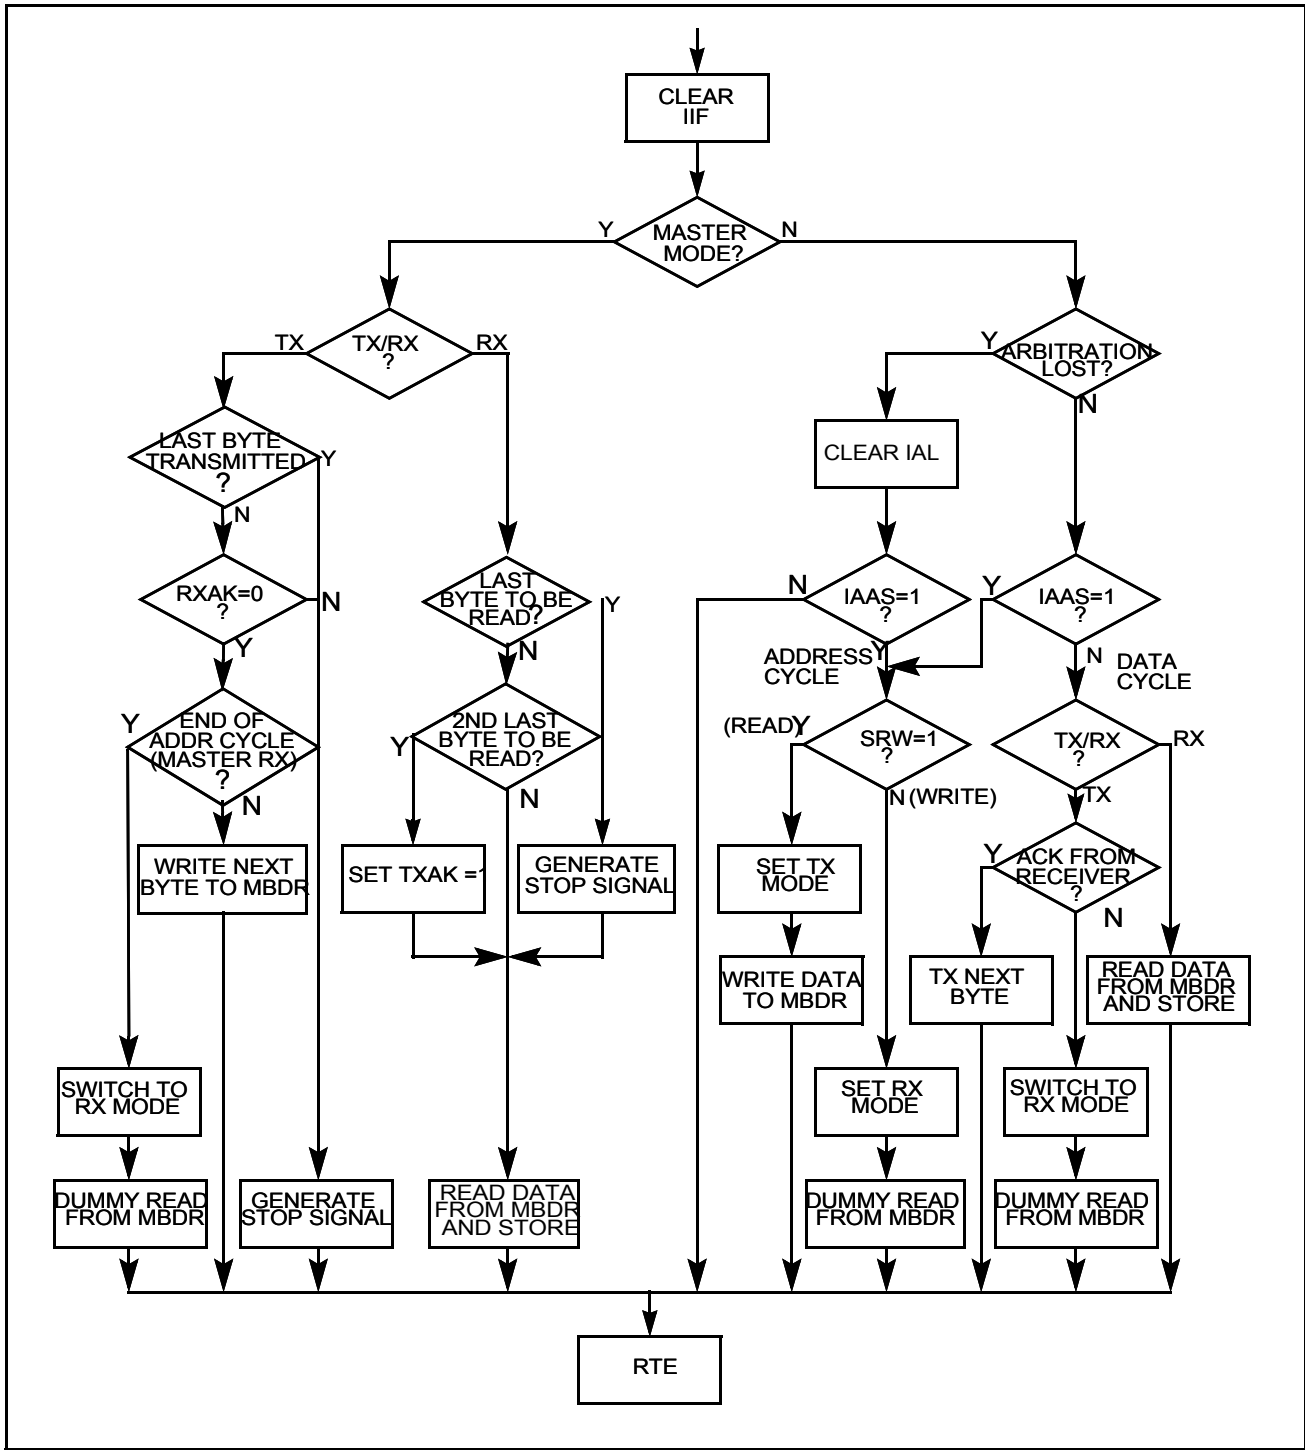 CLEAR
IIF
Y
MASTER
MODE?
N
TX
TX/RX
?
RX
Y
ARBITRATION
LOST?
N
LAST BYTE
TRANSMITTED
?
Y
N
CLEAR IAL
RXAK=0
?
N
Y
LAST
BYTE TO BE
READ?
Y
N
N
IAAS=1
?
Y
Y
IAAS=1
?
N
ADDRESS
CYCLE
DATA
CYCLE
Y
END OF
ADDR CYCLE
(MASTER RX)
?
N
Y
2ND LAST
BYTE TO BE
READ?
N
(READ)Y
SRW=1
?
N (WRITE)
TX/RX
?
RX
TX
WRITE NEXT
BYTE TO MBDR
SET TXAK =1
GENERATE
STOP SIGNAL
SET TX
MODE
Y
ACK FROM
RECEIVER
?
N
WRITE DATA
TO MBDR
TX NEXT
BYTE
READ DATA
FROM MBDR
AND STORE
SWITCH TO
RX MODE
SET RX
MODE
SWITCH TO
RX MODE
DUMMY READ
FROM MBDR
GENERATE
STOP SIGNAL
READ DATA
FROM MBDR
AND STORE
DUMMY READ
FROM MBDR
DUMMY READ
FROM MBDR
RTE